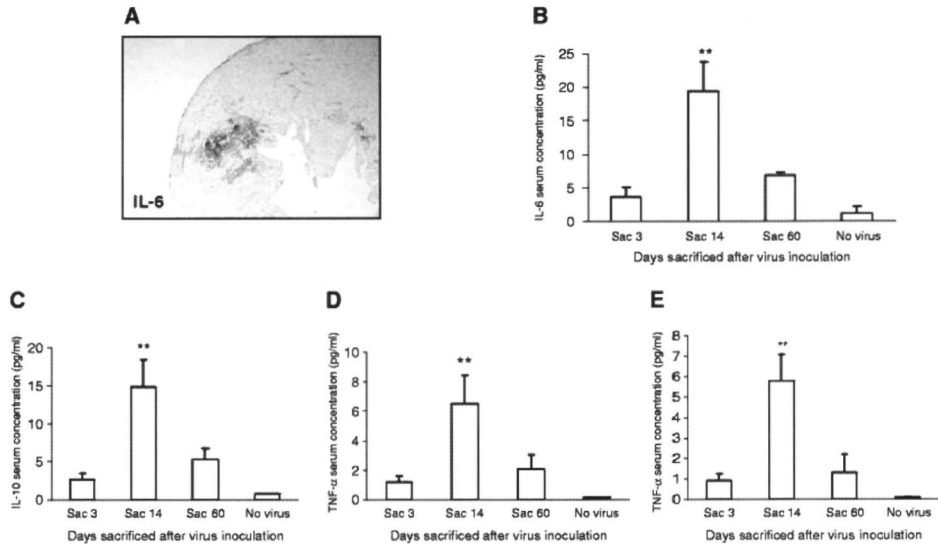 A
IL-6
B
IL-6 serum concentration (pg/ml)
25
20
15
10
5
0
**
Sac 3 Sac 14 Sac 60 No virus
Days sacrificed after virus inoculation
C
IL-10 serum concentration (pg/ml)
20
15
10
5
0
**
Sac 3 Sac 14 Sac 60 No virus
Days sacrificed after virus inoculation
D
TNF-α serum concentration (pg/ml)
10
8
6
4
2
0
**
Sac 3 Sac 14 Sac 60 No virus
Days sacrificed after virus inoculation
E
TNF-α serum concentration (pg/ml)
8
7
6
5
4
3
2
1
0
**
Sac 3 Sac 14 Sac 60 No virus
Days sacrificed after virus inoculation